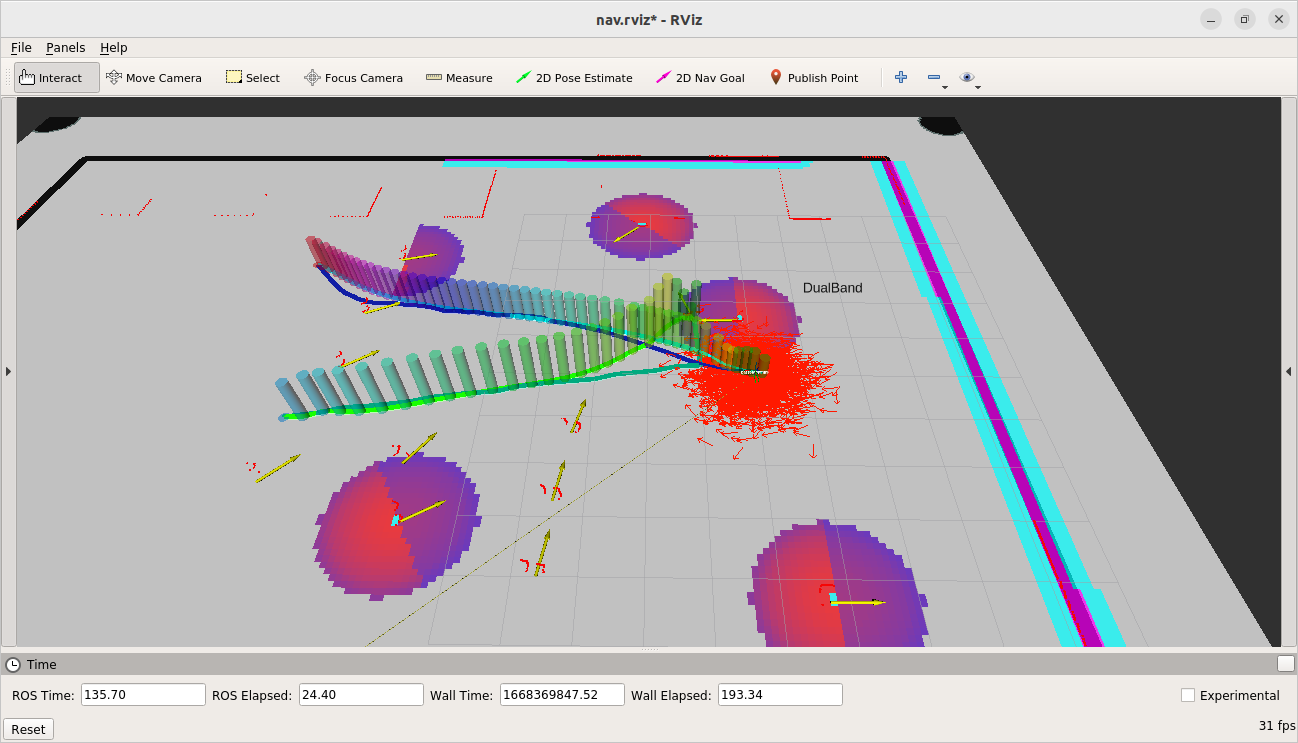 nav.rviz* - RViz
File Panels Help
Interact Move Camera Select Focus Camera Measure 2D Pose Estimate 2D Nav Goal Publish Point
DualBand
Time
ROS Time: 135.70 ROS Elapsed: 24.40 Wall Time: 1668369847.52 Wall Elapsed: 193.34 Experimental
Reset 31 fps